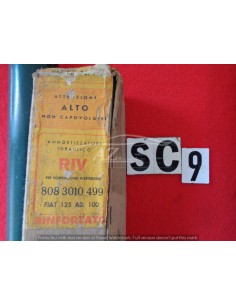 ATTENZIONE
ALTO
NON CAPOVOLGERE
AMMORTIZZATORE
IDRAULICO
RIV
808 3010 499
FIAT 125 AD. 100
RINFORZATO
SC 9